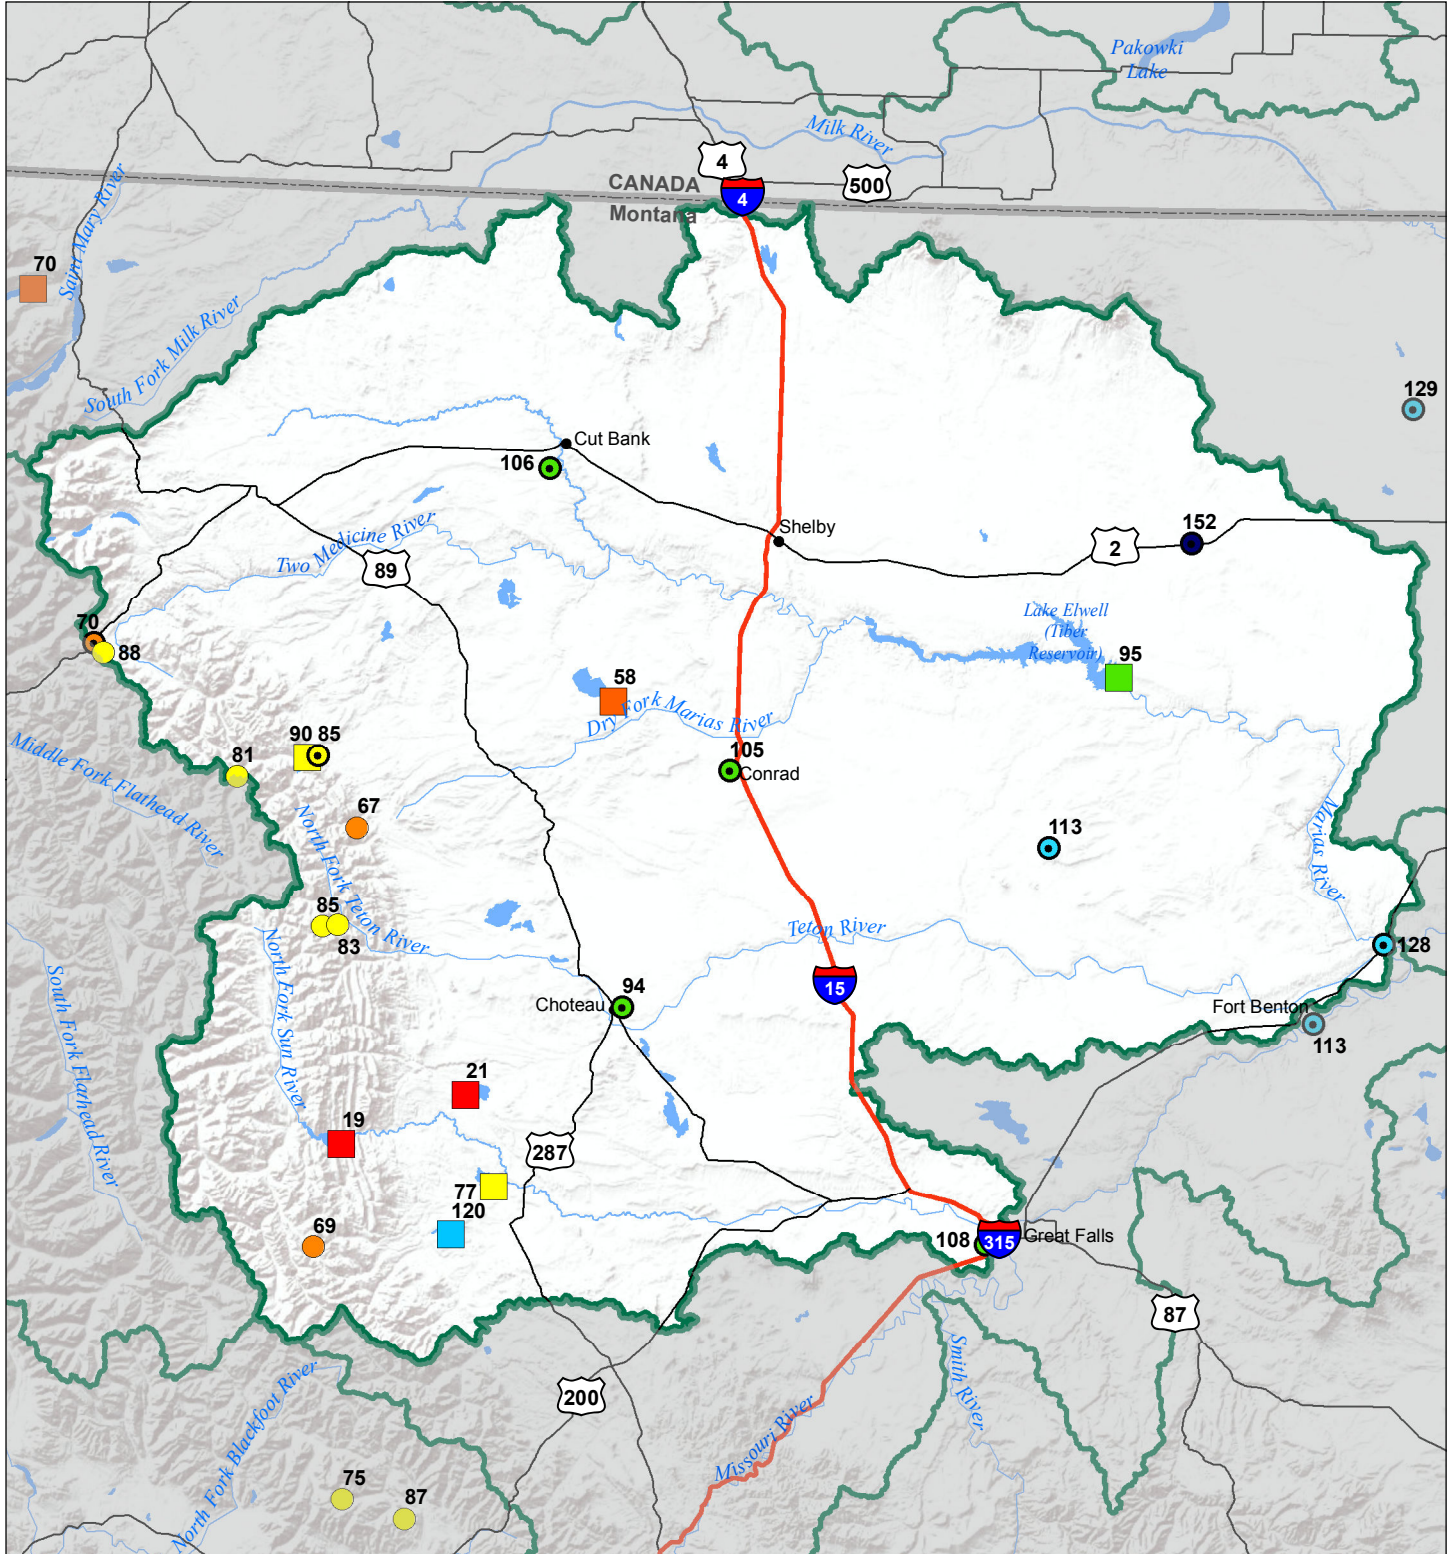 Pakowki
Lake
Milk River
4
500
CANADA
4
Montana
Saint Mary River
70
South Fork Milk River
129
Cut Bank
106
Shelby
152
2
Two Medicine River
89
Lake Elwell
(Tiber
Reservoir)
70
88
95
58
Dry Fork Marias River
90
85
81
105
Conrad
Middle Fork Flathead River
67
113
Marias River
North Fork Teton River
85
83
Teton River
128
North Fork Sun River
South Fork Flathead River
15
94
Choteau
Fort Benton
113
21
19
287
77
120
69
108
315
Great Falls
87
Smith River
200
North Fork Blackfoot River
Missouri River
75
87